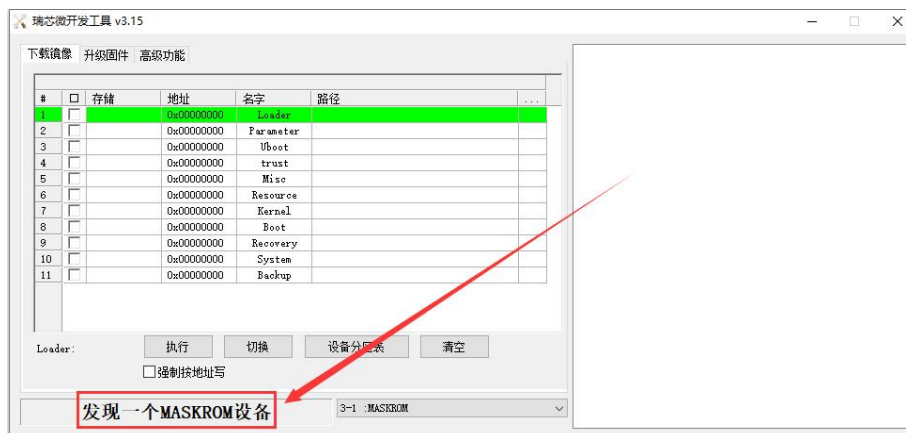 瑞芯微开发工具 v3.15
下载镜像 升级固件 高级功能
# 存储 地址 名字 路径 ...
1 0x00000000 Loader
2 0x00000000 Parameter
3 0x00000000 Uboot
4 0x00000000 trust
5 0x00000000 Misc
6 0x00000000 Resource
7 0x00000000 Kernel
8 0x00000000 Boot
9 0x00000000 Recovery
10 0x00000000 System
11 0x00000000 Backup
Loader: 执行 切换 设备分区表 清空
强制按地址写
发现一个MASKROM设备 3-1 :MASKROM